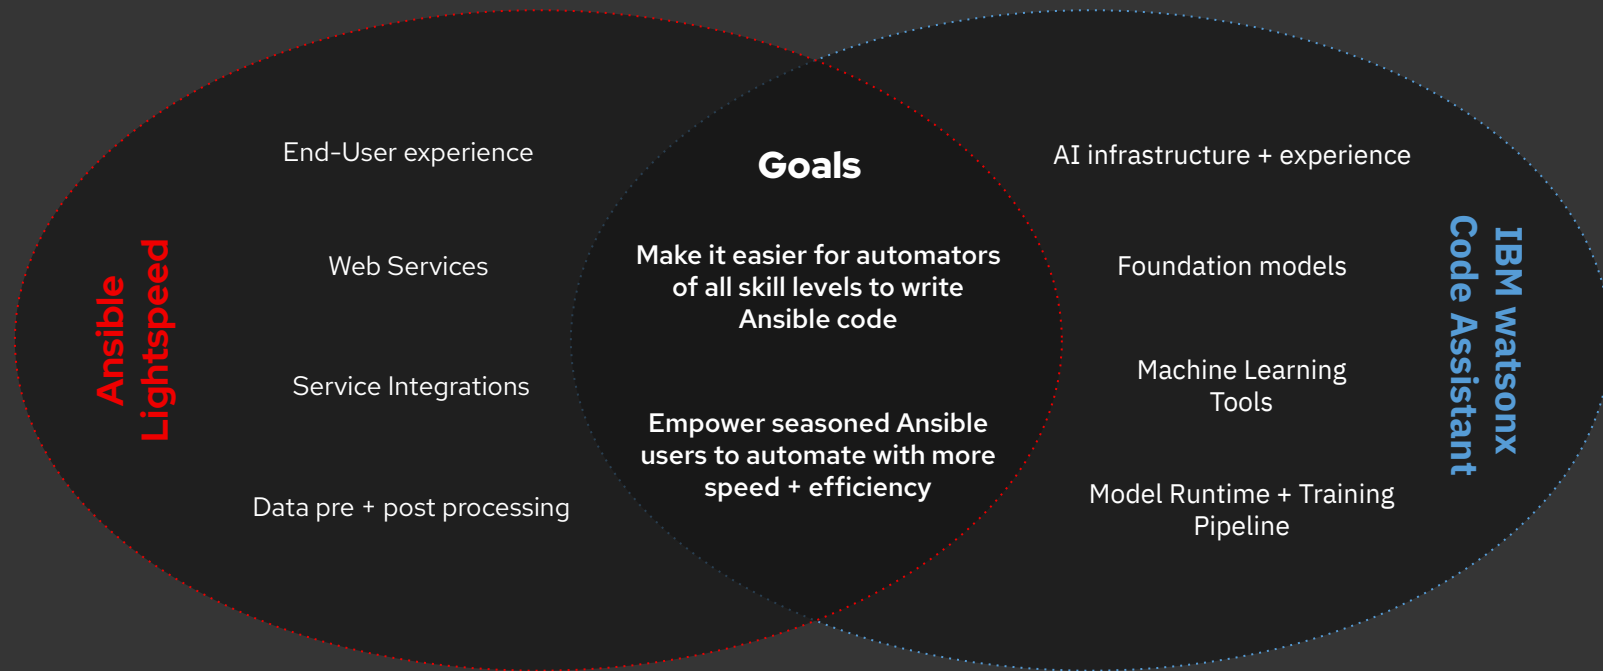 Ansible
Lightspeed
End-User experience
Web Services
Service Integrations
Data pre + post processing
Goals
Make it easier for automators
of all skill levels to write
Ansible code
Empower seasoned Ansible
users to automate with more
speed + efficiency
AI infrastructure + experience
Foundation models
Machine Learning
Tools
Model Runtime + Training
Pipeline
IBM watsonx
Code Assistant